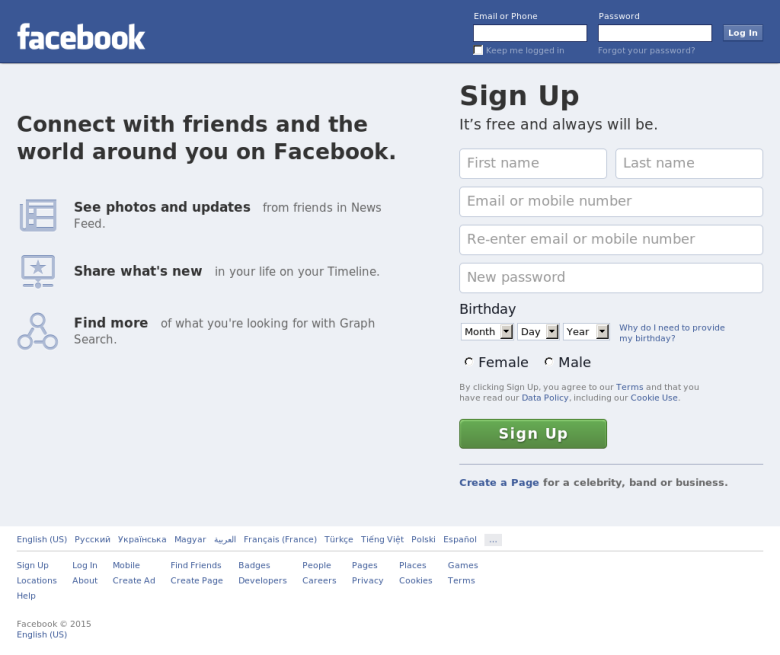 facebook
Email or Phone
Password
Log In
Keep me logged in
Forgot your password?
Connect with friends and the
world around you on Facebook.
See photos and updates from friends in News
Feed.
Share what's new in your life on your Timeline.
Find more of what you're looking for with Graph
Search.
Sign Up
It's free and always will be.
First name
Last name
Email or mobile number
Re-enter email or mobile number
New password
Birthday
Month Day Year
Why do I need to provide
my birthday?
Female Male
By clicking Sign Up, you agree to our Terms and that you
have read our Data Policy, including our Cookie Use.
Sign Up
Create a Page for a celebrity, band or business.
English (US) Русский Українська Magyar العربية Français (France) Türkçe Tiếng Việt Polski Español ...
Sign Up Log In Mobile Find Friends Badges People Pages Places Games
Locations About Create Ad Create Page Developers Careers Privacy Cookies Terms
Help
Facebook © 2015
English (US)